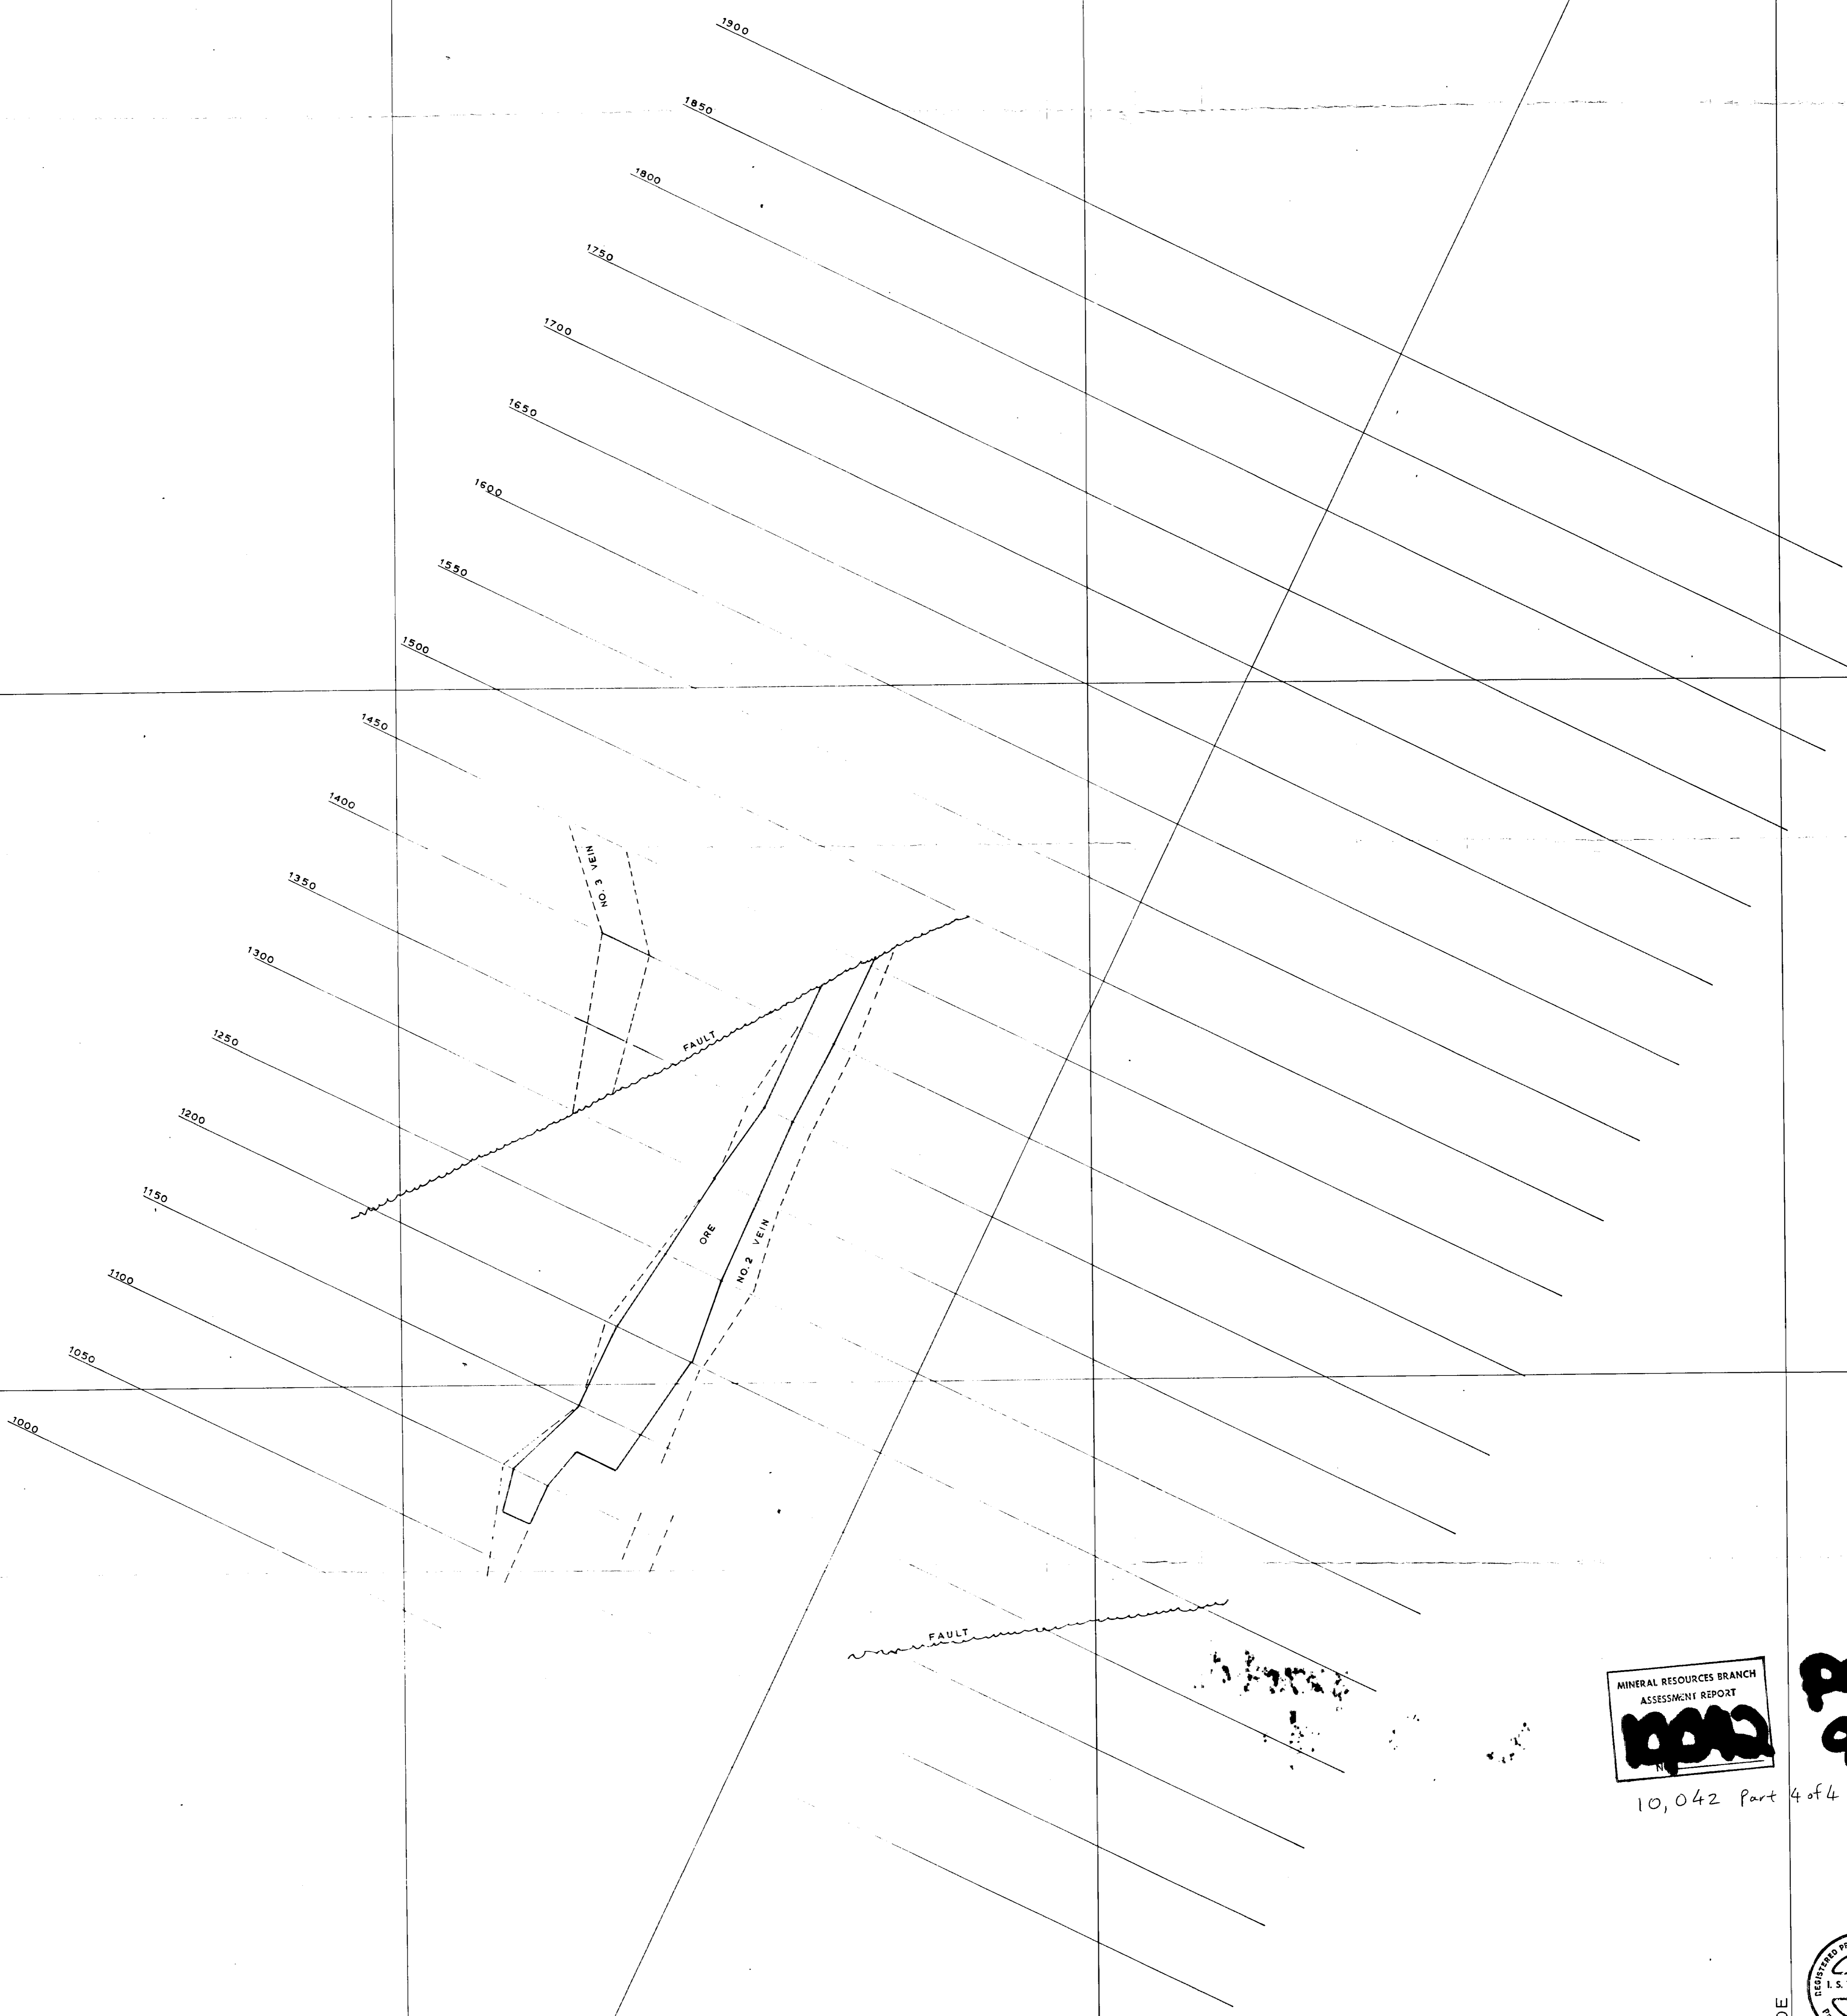 1900
1850
1800
1750
1700
1650
1600
1550
1500
1450
1400
1350
1300
1250
1200
1150
1100
1050
1000
NO. 3 VEIN
FAULT
ORE
NO. 2 VEIN
FAULT
MINERAL RESOURCES BRANCH
ASSESSMENT REPORT
10,042 Part 4 of 4
REGISTERED
I. S.